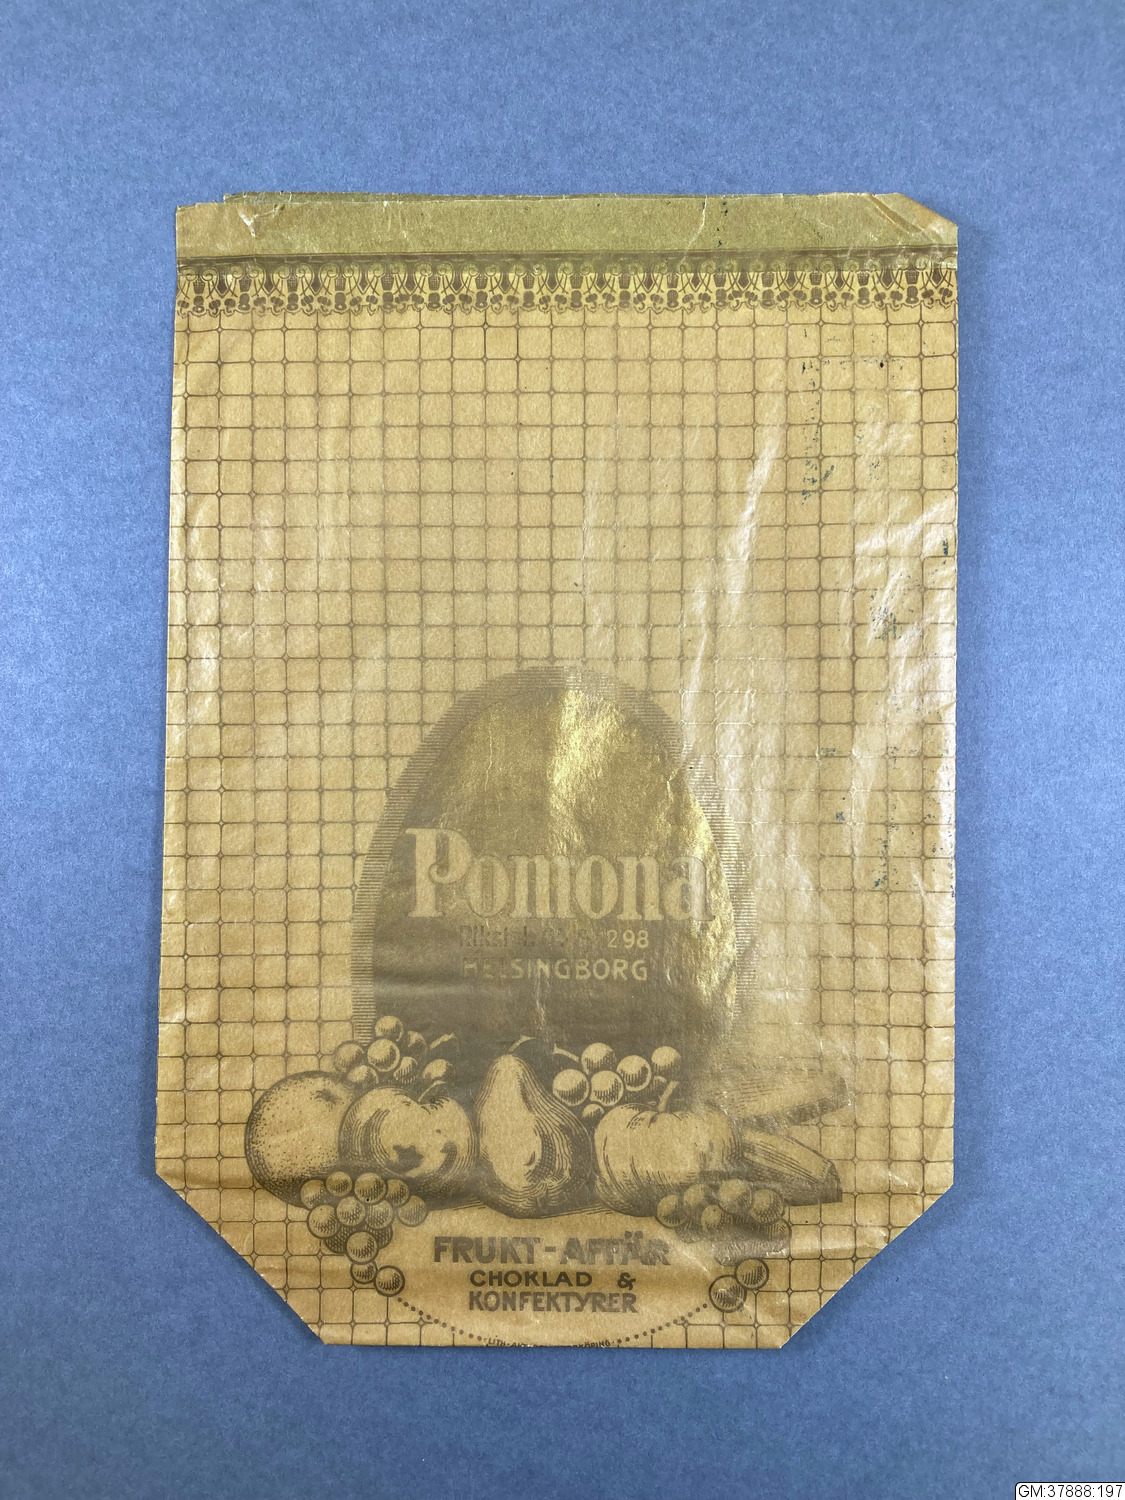 Pomona
298
HELSINGBORG
FRUKT-AFFÄR
CHOKLAD &
KONFEKTYRER
GM:37888:197